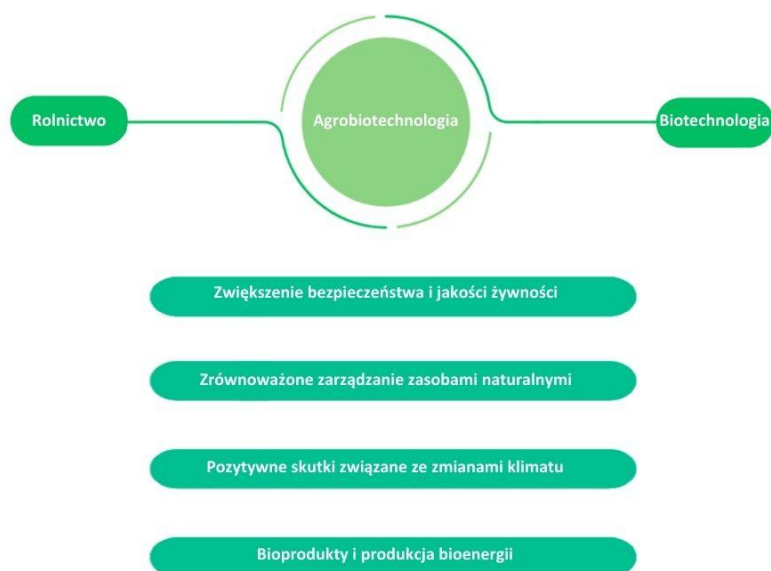 Rolnictwo
Agrobiotechnologia
Biotechnologia
Zwiększenie bezpieczeństwa i jakości żywności
Zrównoważone zarządzanie zasobami naturalnymi
Pozytywne skutki związane ze zmianami klimatu
Bioprodukty i produkcja bioenergii